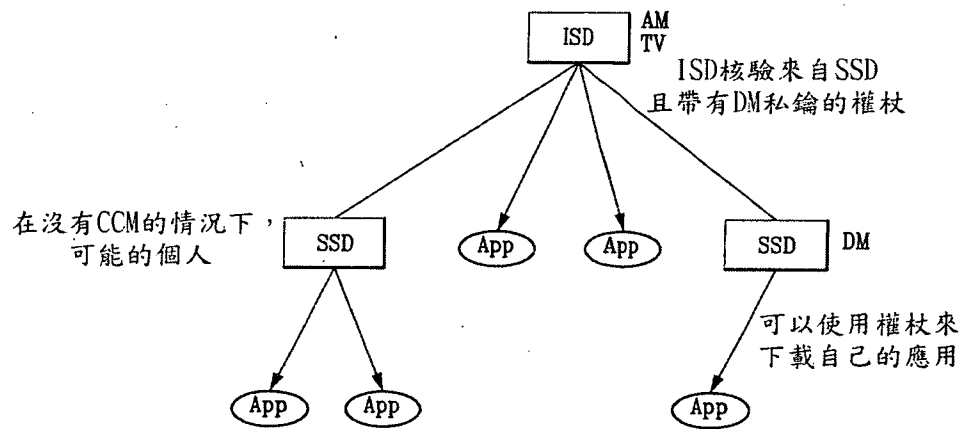 ISD
AM
TV
ISD核驗來自SSD
且帶有DM私鑰的權杖
在沒有CCM的情況下，
可能的個人
SSD
App
App
SSD
DM
可以使用權杖來
下載自己的應用
App
App
App